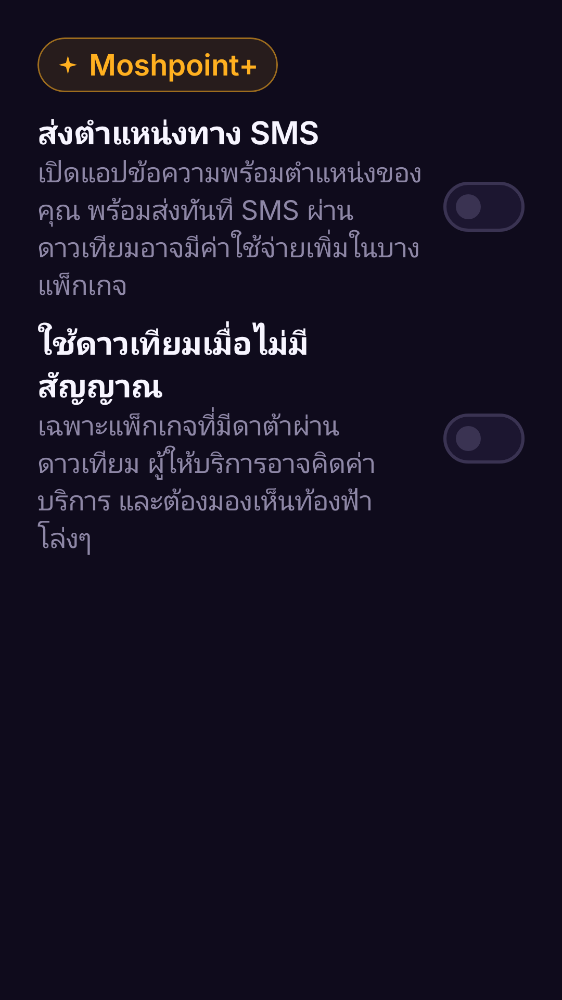 Moshpoint+
ส่งตำแหน่งทาง SMS
เปิดแอปข้อความพร้อมตำแหน่งของ
คุณ พร้อมส่งทันที SMS ผ่าน
ดาวเทียมอาจมีค่าใช้จ่ายเพิ่มในบาง
แพ็กเกจ
ใช้ดาวเทียมเมื่อไม่มี
สัญญาณ
เฉพาะแพ็กเกจที่มีดาต้าผ่าน
ดาวเทียม ผู้ให้บริการอาจคิดค่า
บริการ และต้องมองเห็นท้องฟ้า
โล่งๆ